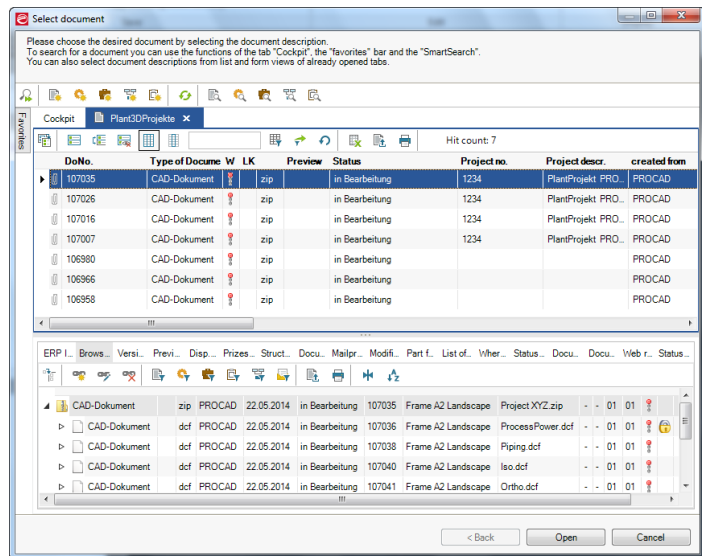 Select document
Please choose the desired document by selecting the document description.
To search for a document you can use the functions of the tab "Cockpit", the "favorites" bar and the "SmartSearch".
You can also select document descriptions from list and form views of already opened tabs.
Favorites
Cockpit Plant3DProjekte
Hit count: 7
DoNo. Type of Docume W LK Preview Status Project no. Project descr. created from
107035 CAD-Dokument zip in Bearbeitung 1234 PlantProjekt PRO... PROCAD
107026 CAD-Dokument zip in Bearbeitung 1234 PlantProjekt PRO... PROCAD
107016 CAD-Dokument zip in Bearbeitung 1234 PlantProjekt PRO... PROCAD
107007 CAD-Dokument zip in Bearbeitung 1234 PlantProjekt PRO... PROCAD
106980 CAD-Dokument zip in Bearbeitung PROCAD
106966 CAD-Dokument zip in Bearbeitung PROCAD
106958 CAD-Dokument zip in Bearbeitung PROCAD
ERP I... Brows... Versi... Previ... Disp.... Prizes... Struct... Docu... Mailpr... Modifi... Part f... List of... Wher... Status... Docu... Docu... Web r... Status...
CAD-Dokument zip PROCAD 22.05.2014 in Bearbeitung 107035 Frame A2 Landscape Project XYZ.zip - - 01 01
CAD-Dokument dcf PROCAD 22.05.2014 in Bearbeitung 107036 Frame A2 Landscape ProcessPower.dcf - - 01 01
CAD-Dokument dcf PROCAD 22.05.2014 in Bearbeitung 107038 Frame A2 Landscape Piping.dcf - - 01 01
CAD-Dokument dcf PROCAD 22.05.2014 in Bearbeitung 107040 Frame A2 Landscape Iso.dcf - - 01 01
CAD-Dokument dcf PROCAD 22.05.2014 in Bearbeitung 107041 Frame A2 Landscape Ortho.dcf - - 01 01
< Back Open Cancel